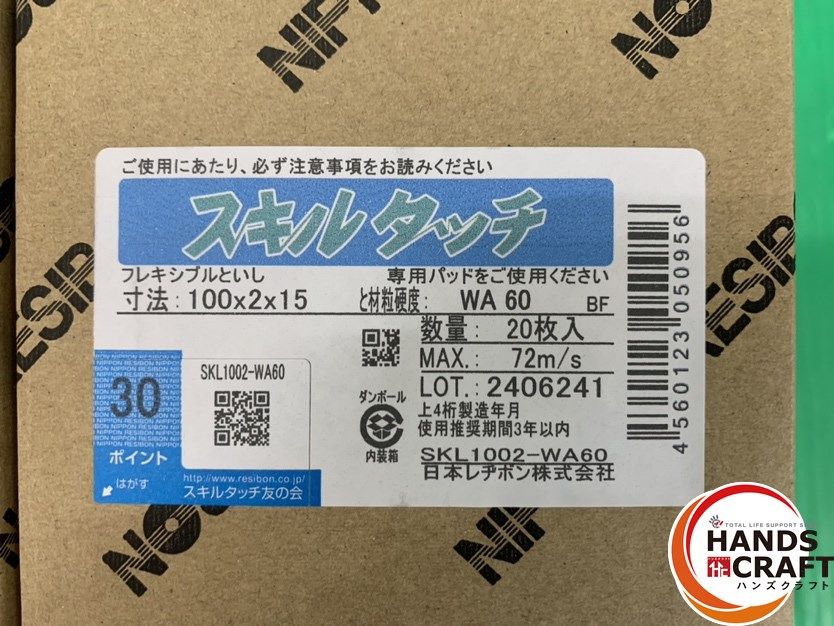 ご使用にあたり、必ず注意事項をお読みください
スキルタッチ
フレキシブルといし 専用パッドをご使用ください
寸法：100x2x15 と材粒硬度： WA 60 BF
数量： 20枚入
MAX.： 72m/s
LOT.：2406241
上4桁製造年月
使用推奨期間3年以内
SKL1002-WA60
日本レヂボン株式会社
ダンボール
内装箱
30
ポイント
はがす
SKL1002-WA60
http://www.resibon.co.jp/
スキルタッチ友の会
4 560123 050956
TOTAL LIFE SUPPORT
HANDS
CRAFT
ハンズクラフト